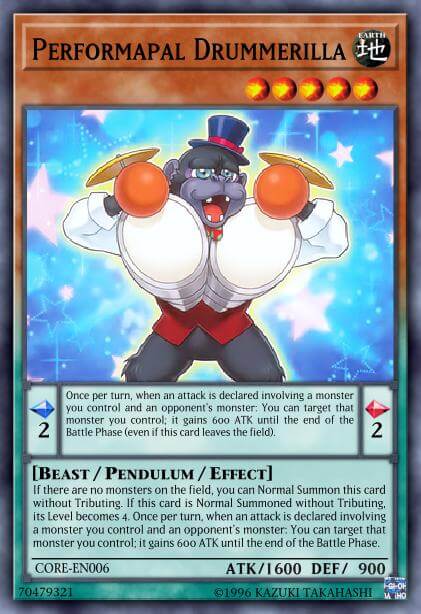 Performapal Drummerilla
EARTH
地
Once per turn, when an attack is declared involving a monster
you control and an opponent's monster: You can target that
monster you control; it gains 600 ATK until the end of the
Battle Phase (even if this card leaves the field).
2
2
[Beast / Pendulum / Effect]
If there are no monsters on the field, you can Normal Summon this card
without Tributing. If this card is Normal Summoned without Tributing,
its Level becomes 4. Once per turn, when an attack is declared involving
a monster you control and an opponent's monster: You can target that
monster you control; it gains 600 ATK until the end of the Battle Phase.
CORE-EN006
ATK/1600 DEF/ 900
70479321
©1996 KAZUKI TAKAHASHI